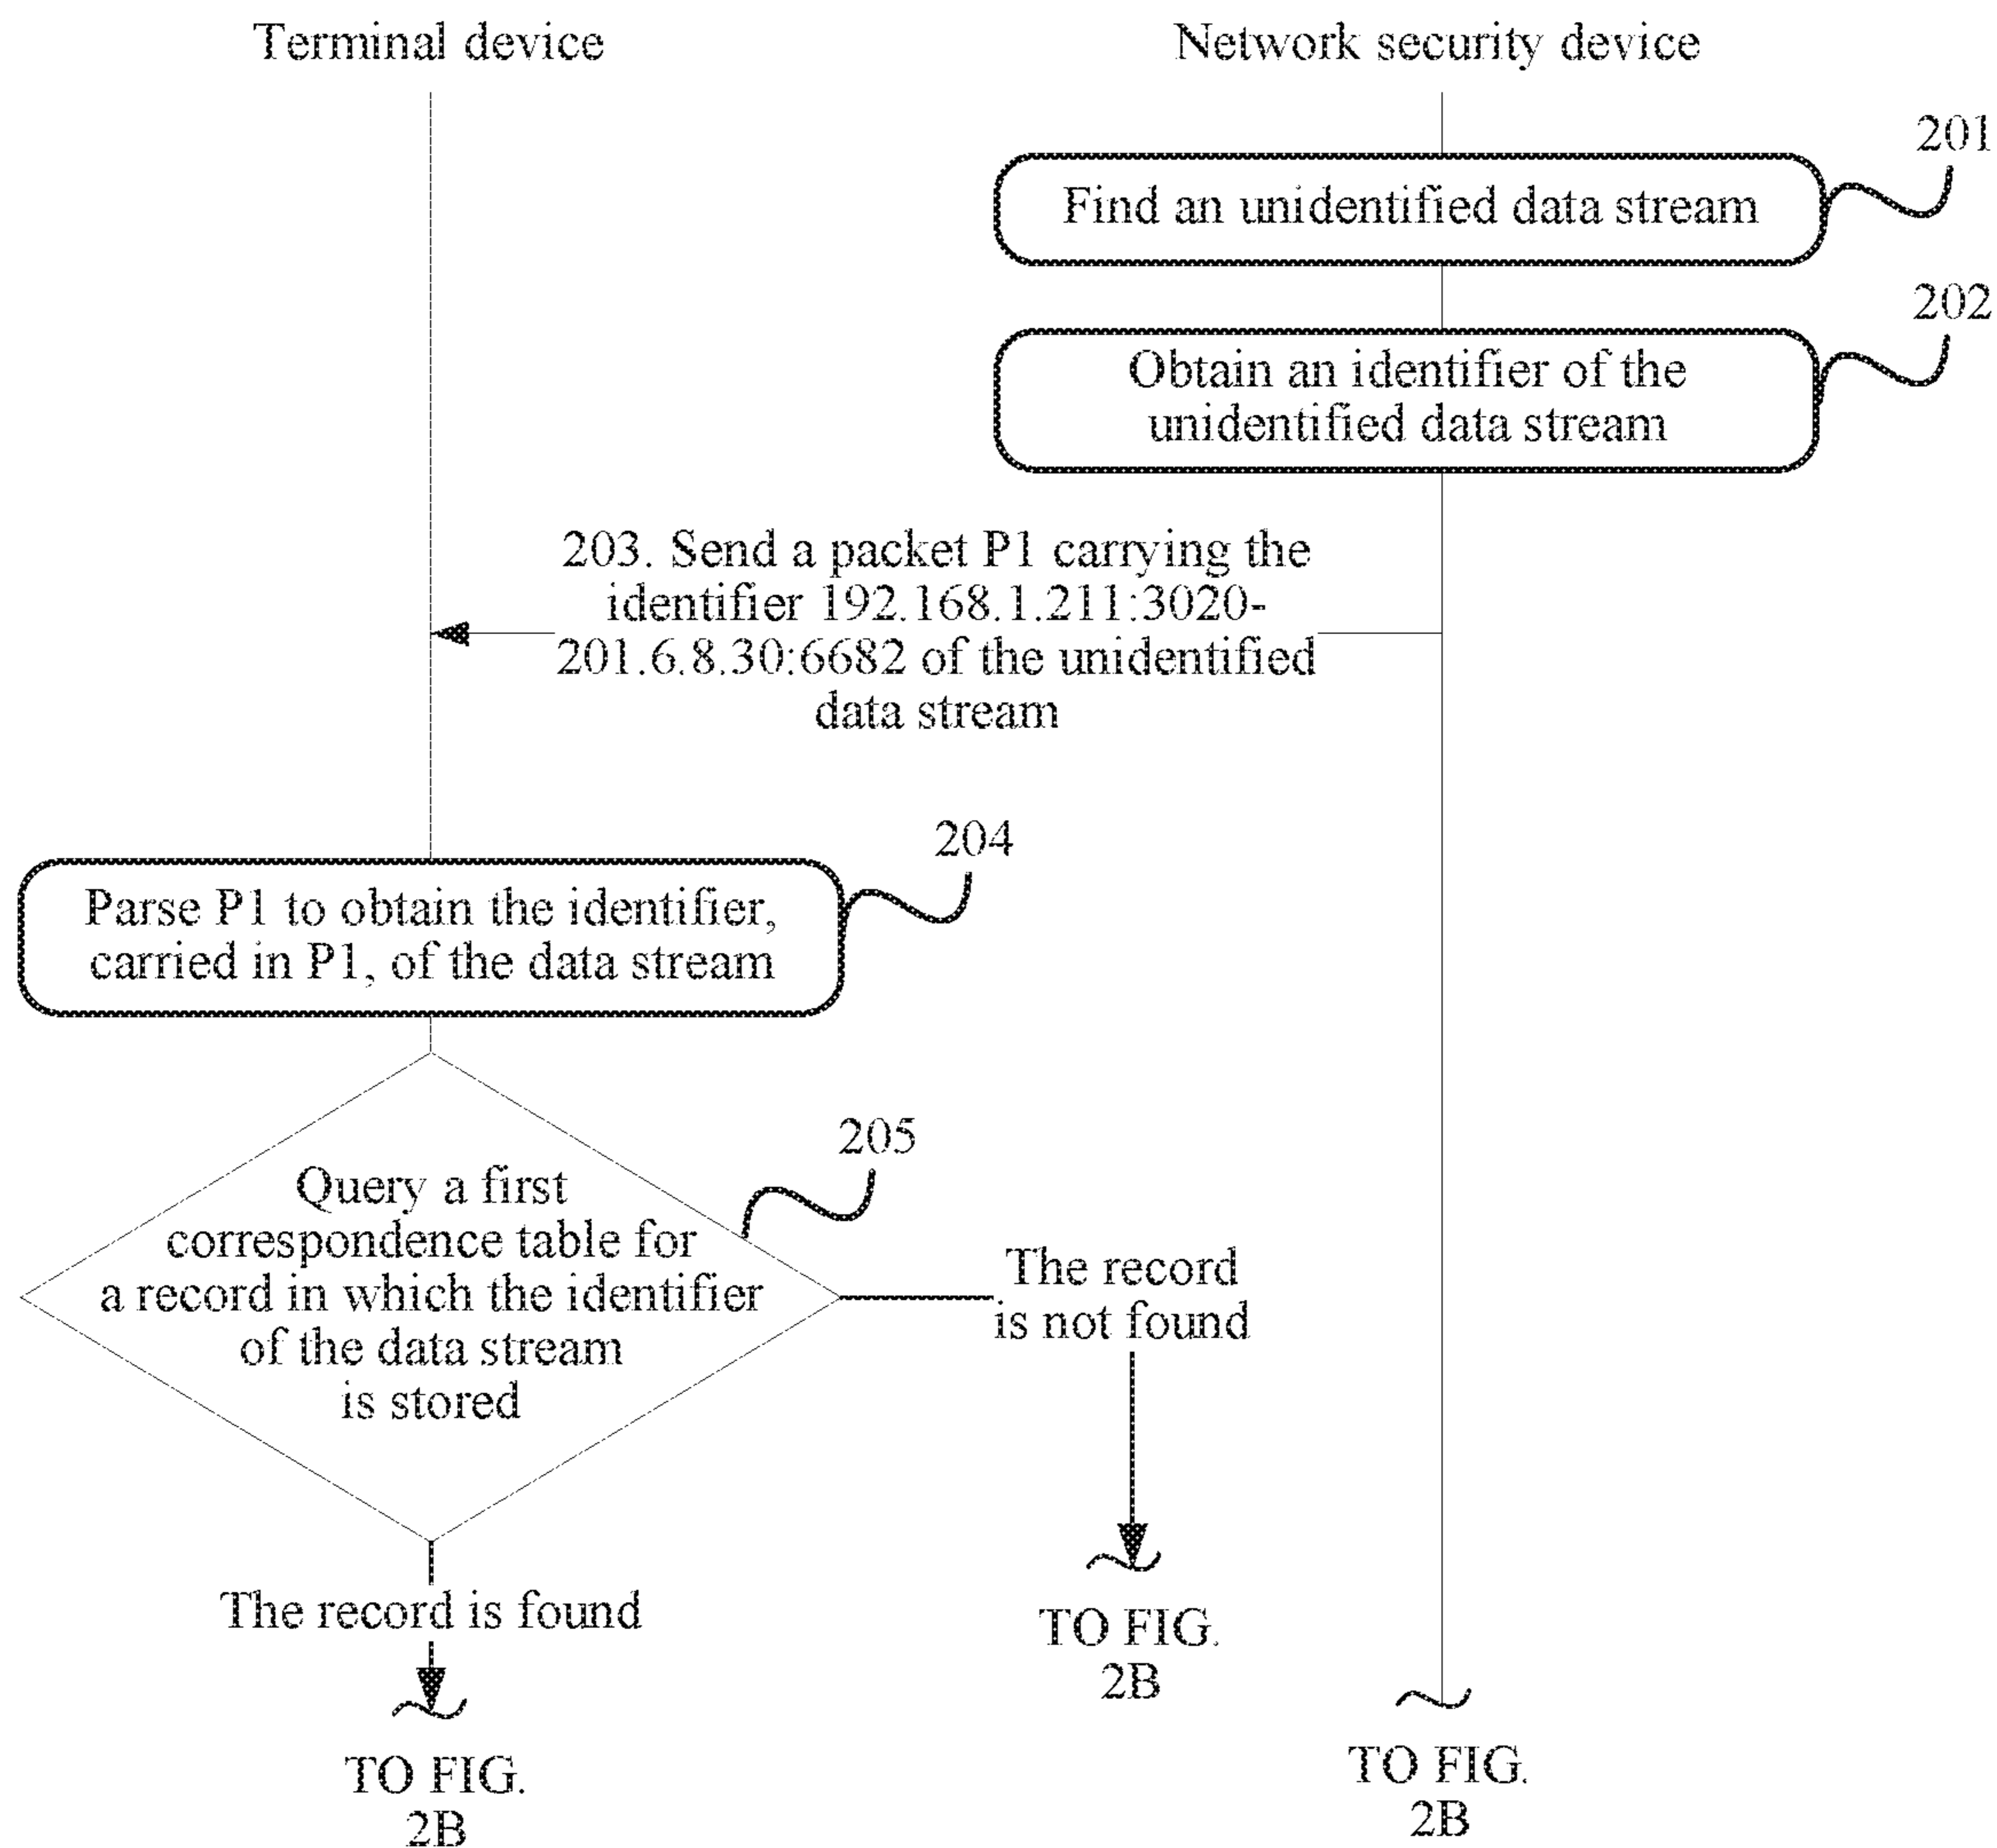 Terminal device
Network security device
201
Find an unidentified data stream
202
Obtain an identifier of the
unidentified data stream
203. Send a packet P1 carrying the
identifier 192.168.1.211:3020-
201.6.8.30:6682 of the unidentified
data stream
204
Parse P1 to obtain the identifier,
carried in P1, of the data stream
205
Query a first
correspondence table for
a record in which the identifier
of the data stream
is stored
The record
is not found
The record is found
TO FIG.
2B
TO FIG.
2B
TO FIG.
2B